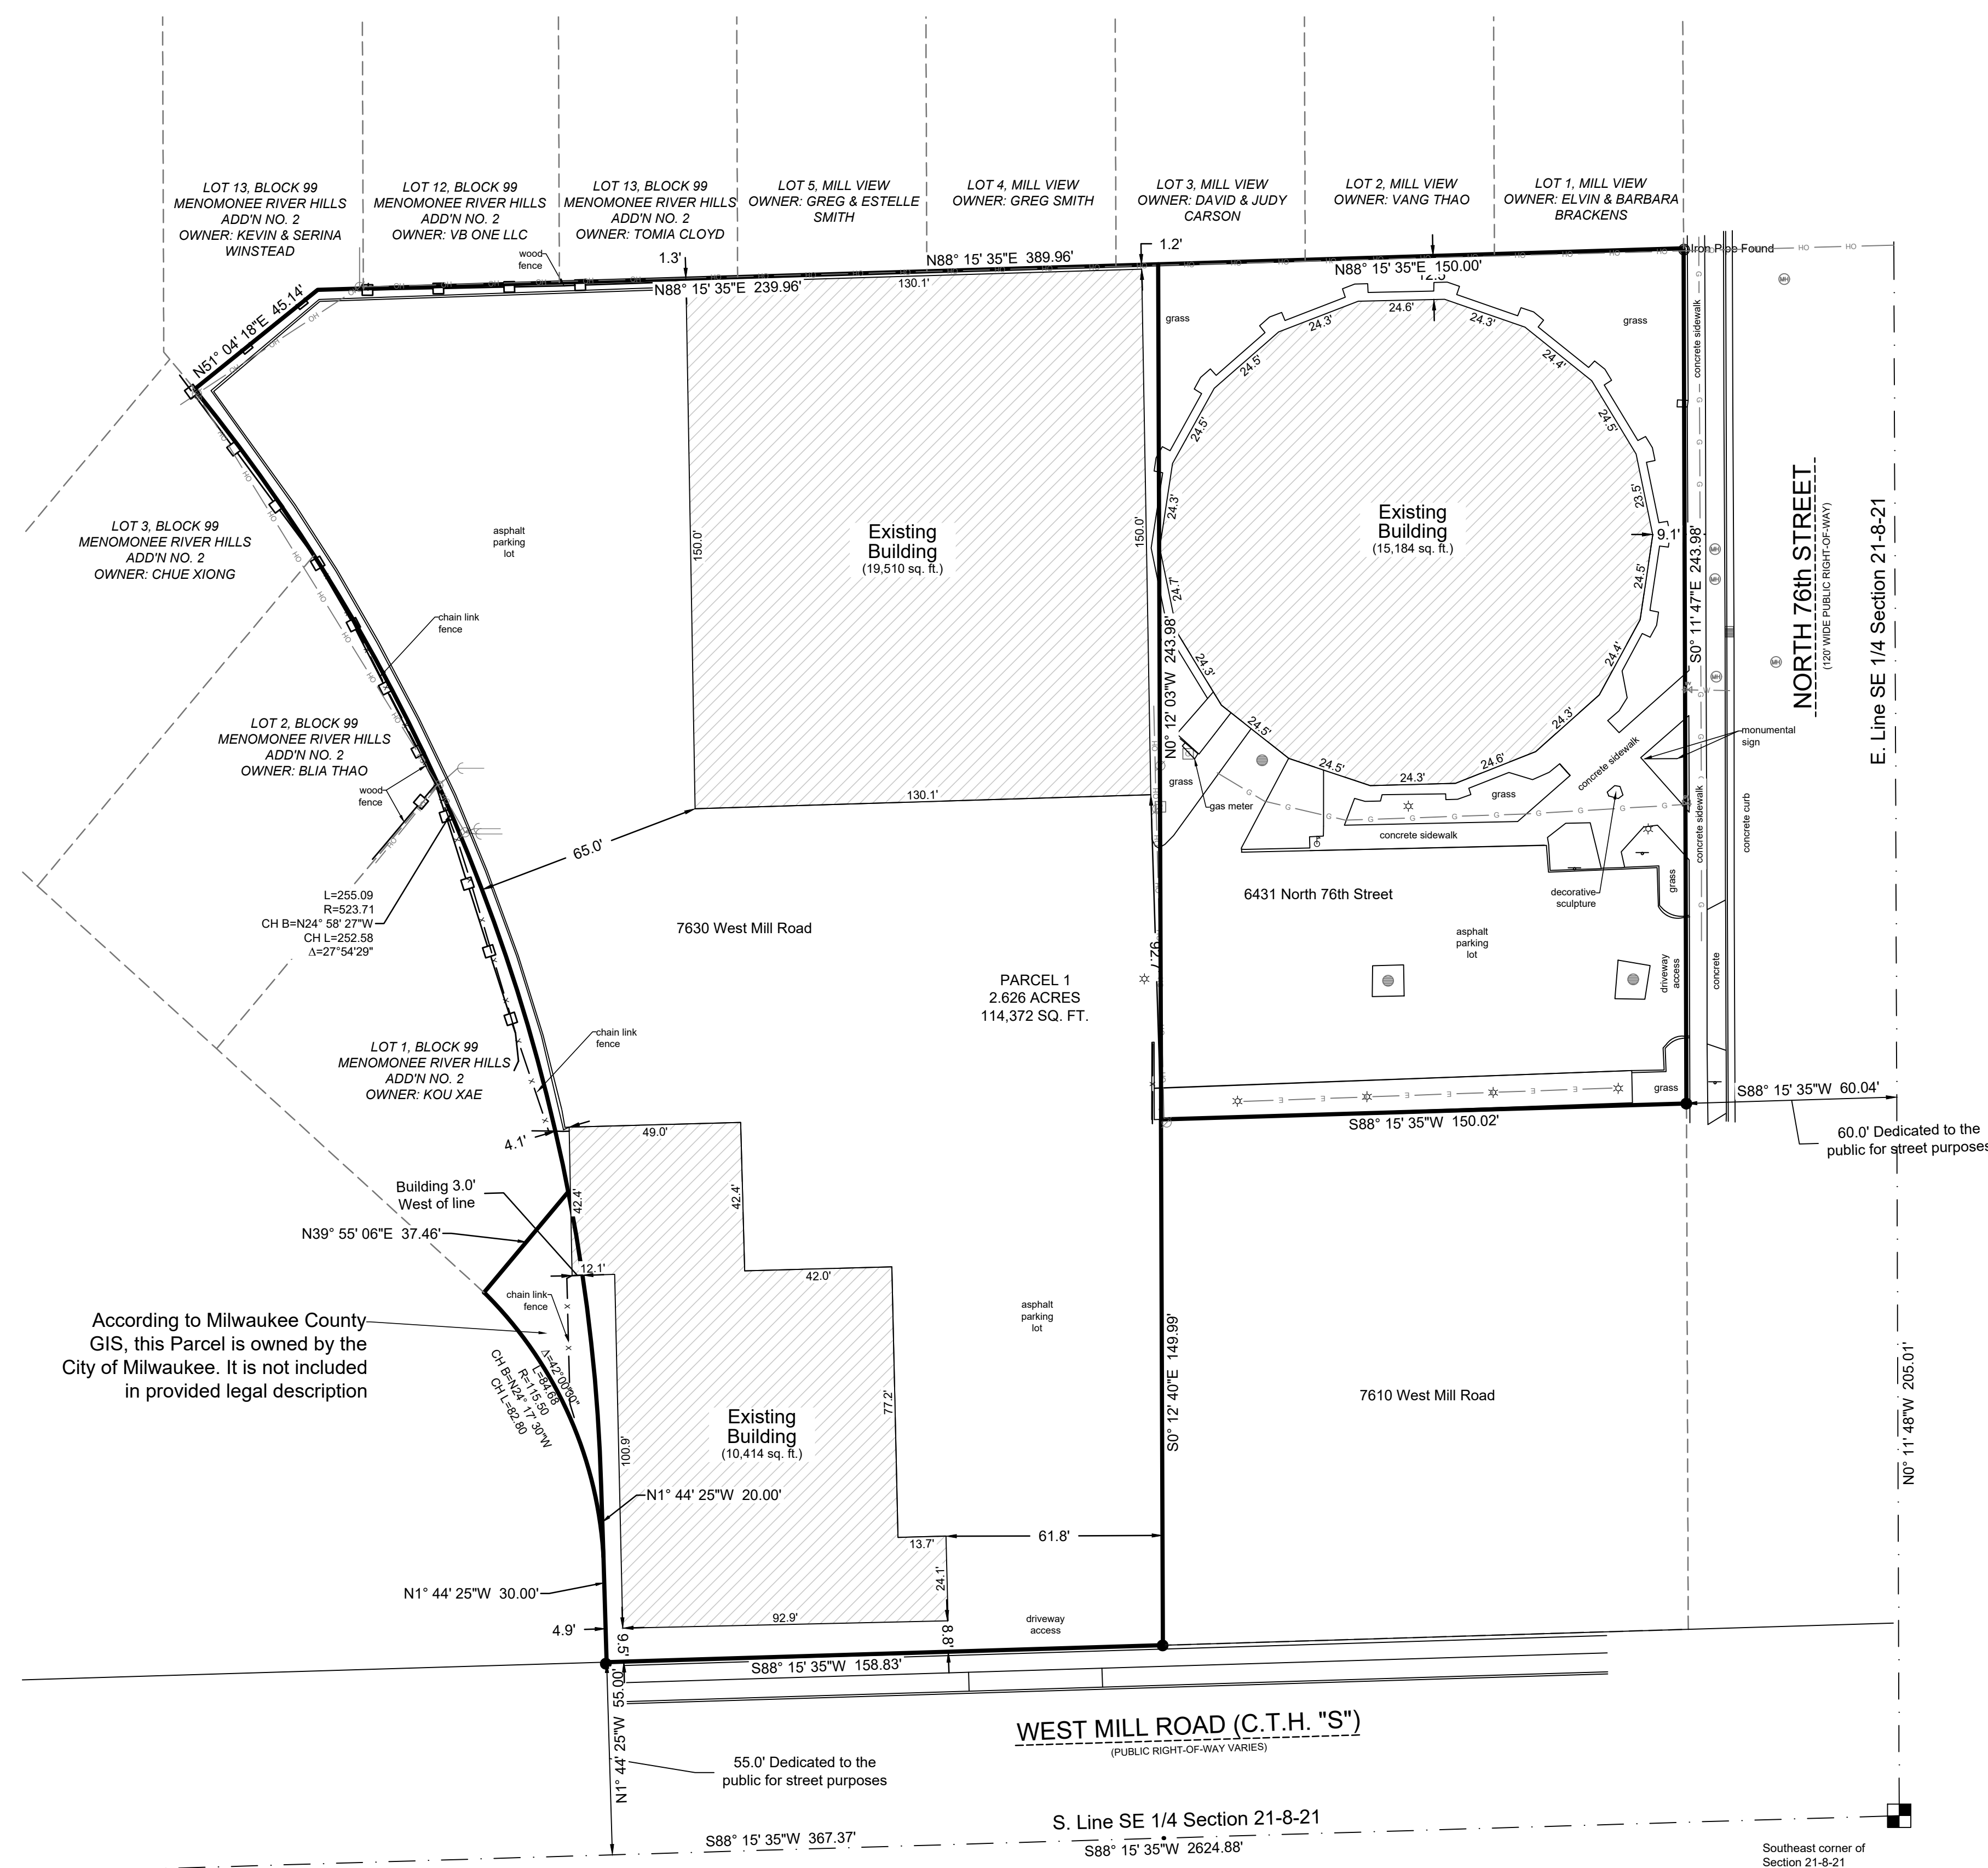 LOT 13, BLOCK 99
MENOMONEE RIVER HILLS
ADD'N NO. 2
OWNER: KEVIN & SERINA
WINSTEAD
LOT 12, BLOCK 99
MENOMONEE RIVER HILLS
ADD'N NO. 2
OWNER: VB ONE LLC
LOT 13, BLOCK 99
MENOMONEE RIVER HILLS
ADD'N NO. 2
OWNER: TOMIA CLOYD
LOT 5, MILL VIEW
OWNER: GREG & ESTELLE
SMITH
LOT 4, MILL VIEW
OWNER: GREG SMITH
LOT 3, MILL VIEW
OWNER: DAVID & JUDY
CARSON
LOT 2, MILL VIEW
OWNER: VANG THAO
LOT 1, MILL VIEW
OWNER: ELVIN & BARBARA
BRACKENS
wood
fence
1.3'
N88° 15' 35"E 389.96'
1.2'
Iron Pipe Found
N88° 15' 35"E 239.96'
130.1'
N88° 15' 35"E 150.00'
12.5'
N51° 04' 18"E 45.14'
grass
grass
24.6'
24.3'
24.3'
24.5'
24.4'
24.5'
24.5'
24.3'
23.5'
24.7'
24.5'
24.3'
24.4'
24.5'
24.3'
24.5'
24.6'
24.3'
9.1'
concrete sidewalk
LOT 3, BLOCK 99
MENOMONEE RIVER HILLS
ADD'N NO. 2
OWNER: CHUE XIONG
asphalt
parking
lot
150.0'
Existing
Building
(19,510 sq. ft.)
150.0'
Existing
Building
(15,184 sq. ft.)
S0° 11' 47"E 243.98'
NORTH 76th STREET
(120' WIDE PUBLIC RIGHT-OF-WAY)
E. Line SE 1/4 Section 21-8-21
chain link
fence
N0° 12' 03"W 243.98'
LOT 2, BLOCK 99
MENOMONEE RIVER HILLS
ADD'N NO. 2
OWNER: BLIA THAO
wood
fence
130.1'
65.0'
grass
gas meter
concrete sidewalk
grass
concrete sidewalk
monumental
sign
concrete sidewalk
concrete curb
L=255.09
R=523.71
CH B=N24° 58' 27"W
CH L=252.58
Δ=27°54'29"
7630 West Mill Road
6431 North 76th Street
decorative
sculpture
grass
92.7'
asphalt
parking
lot
driveway
access
concrete
PARCEL 1
2.626 ACRES
114,372 SQ. FT.
chain link
fence
LOT 1, BLOCK 99
MENOMONEE RIVER HILLS
ADD'N NO. 2
OWNER: KOU XAE
grass
S88° 15' 35"W 60.04'
S88° 15' 35"W 150.02'
60.0' Dedicated to the
public for street purposes
4.1'
49.0'
Building 3.0'
West of line
42.4'
42.4'
N39° 55' 06"E 37.46'
12.1'
42.0'
chain link
fence
According to Milwaukee County
GIS, this Parcel is owned by the
City of Milwaukee. It is not included
in provided legal description
Δ=42°00'30"
L=84.68
R=115.50
CH B=N24° 17' 30"W
CH L=82.80
asphalt
parking
lot
S0° 12' 40"E 149.99'
7610 West Mill Road
N0° 11' 48"W 205.01'
77.2'
100.9'
Existing
Building
(10,414 sq. ft.)
N1° 44' 25"W 20.00'
61.8'
13.7'
24.1'
N1° 44' 25"W 30.00'
92.9'
driveway
access
4.9'
9.5'
8.8'
S88° 15' 35"W 158.83'
N1° 44' 25"W 55.00'
WEST MILL ROAD (C.T.H. "S")
(PUBLIC RIGHT-OF-WAY VARIES)
55.0' Dedicated to the
public for street purposes
S. Line SE 1/4 Section 21-8-21
S88° 15' 35"W 367.37'
S88° 15' 35"W 2624.88'
Southeast corner of
Section 21-8-21